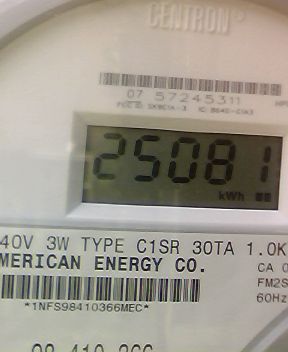 CENTRON®
07 57245311
25081
kWh
40V 3W TYPE C1SR 30TA 1.0K
MERICAN ENERGY CO.
CA 0
FM2S
60Hz
*1NFS98410366MEC*